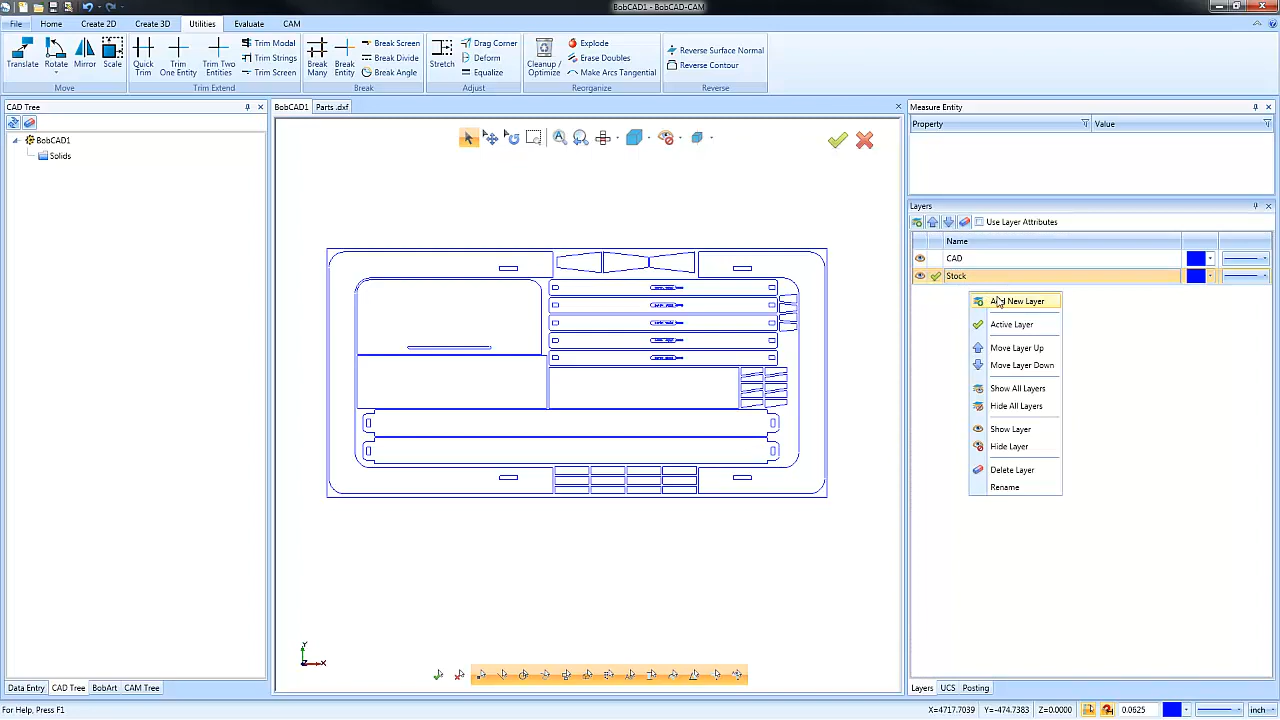 BobCAD1 - BobCAD-CAM
File Home Create 2D Create 3D Utilities Evaluate CAM
Translate Rotate Mirror Scale
Move
Quick Trim Trim One Entity Trim Two Entities
Trim Modal
Trim Strings
Trim Screen
Trim Extend
Break Many Break Entity
Break Screen
Break Divide
Break Angle
Break
Stretch
Drag Corner
Deform
Equalize
Adjust
Cleanup / Optimize
Explode
Erase Doubles
Make Arcs Tangential
Reorganize
Reverse Surface Normal
Reverse Contour
Reverse
CAD Tree
BobCAD1
Solids
BobCAD1 Parts .dxf
Measure Entity
Property Value
Layers
Use Layer Attributes
Name
CAD
Stock
Add New Layer
Active Layer
Move Layer Up
Move Layer Down
Show All Layers
Hide All Layers
Show Layer
Hide Layer
Delete Layer
Rename
Y
X
Data Entry CAD Tree BobArt CAM Tree
Layers UCS Posting
For Help, Press F1
X=4717.7039 Y=-474.7383 Z=0.0000 0.0625 inch